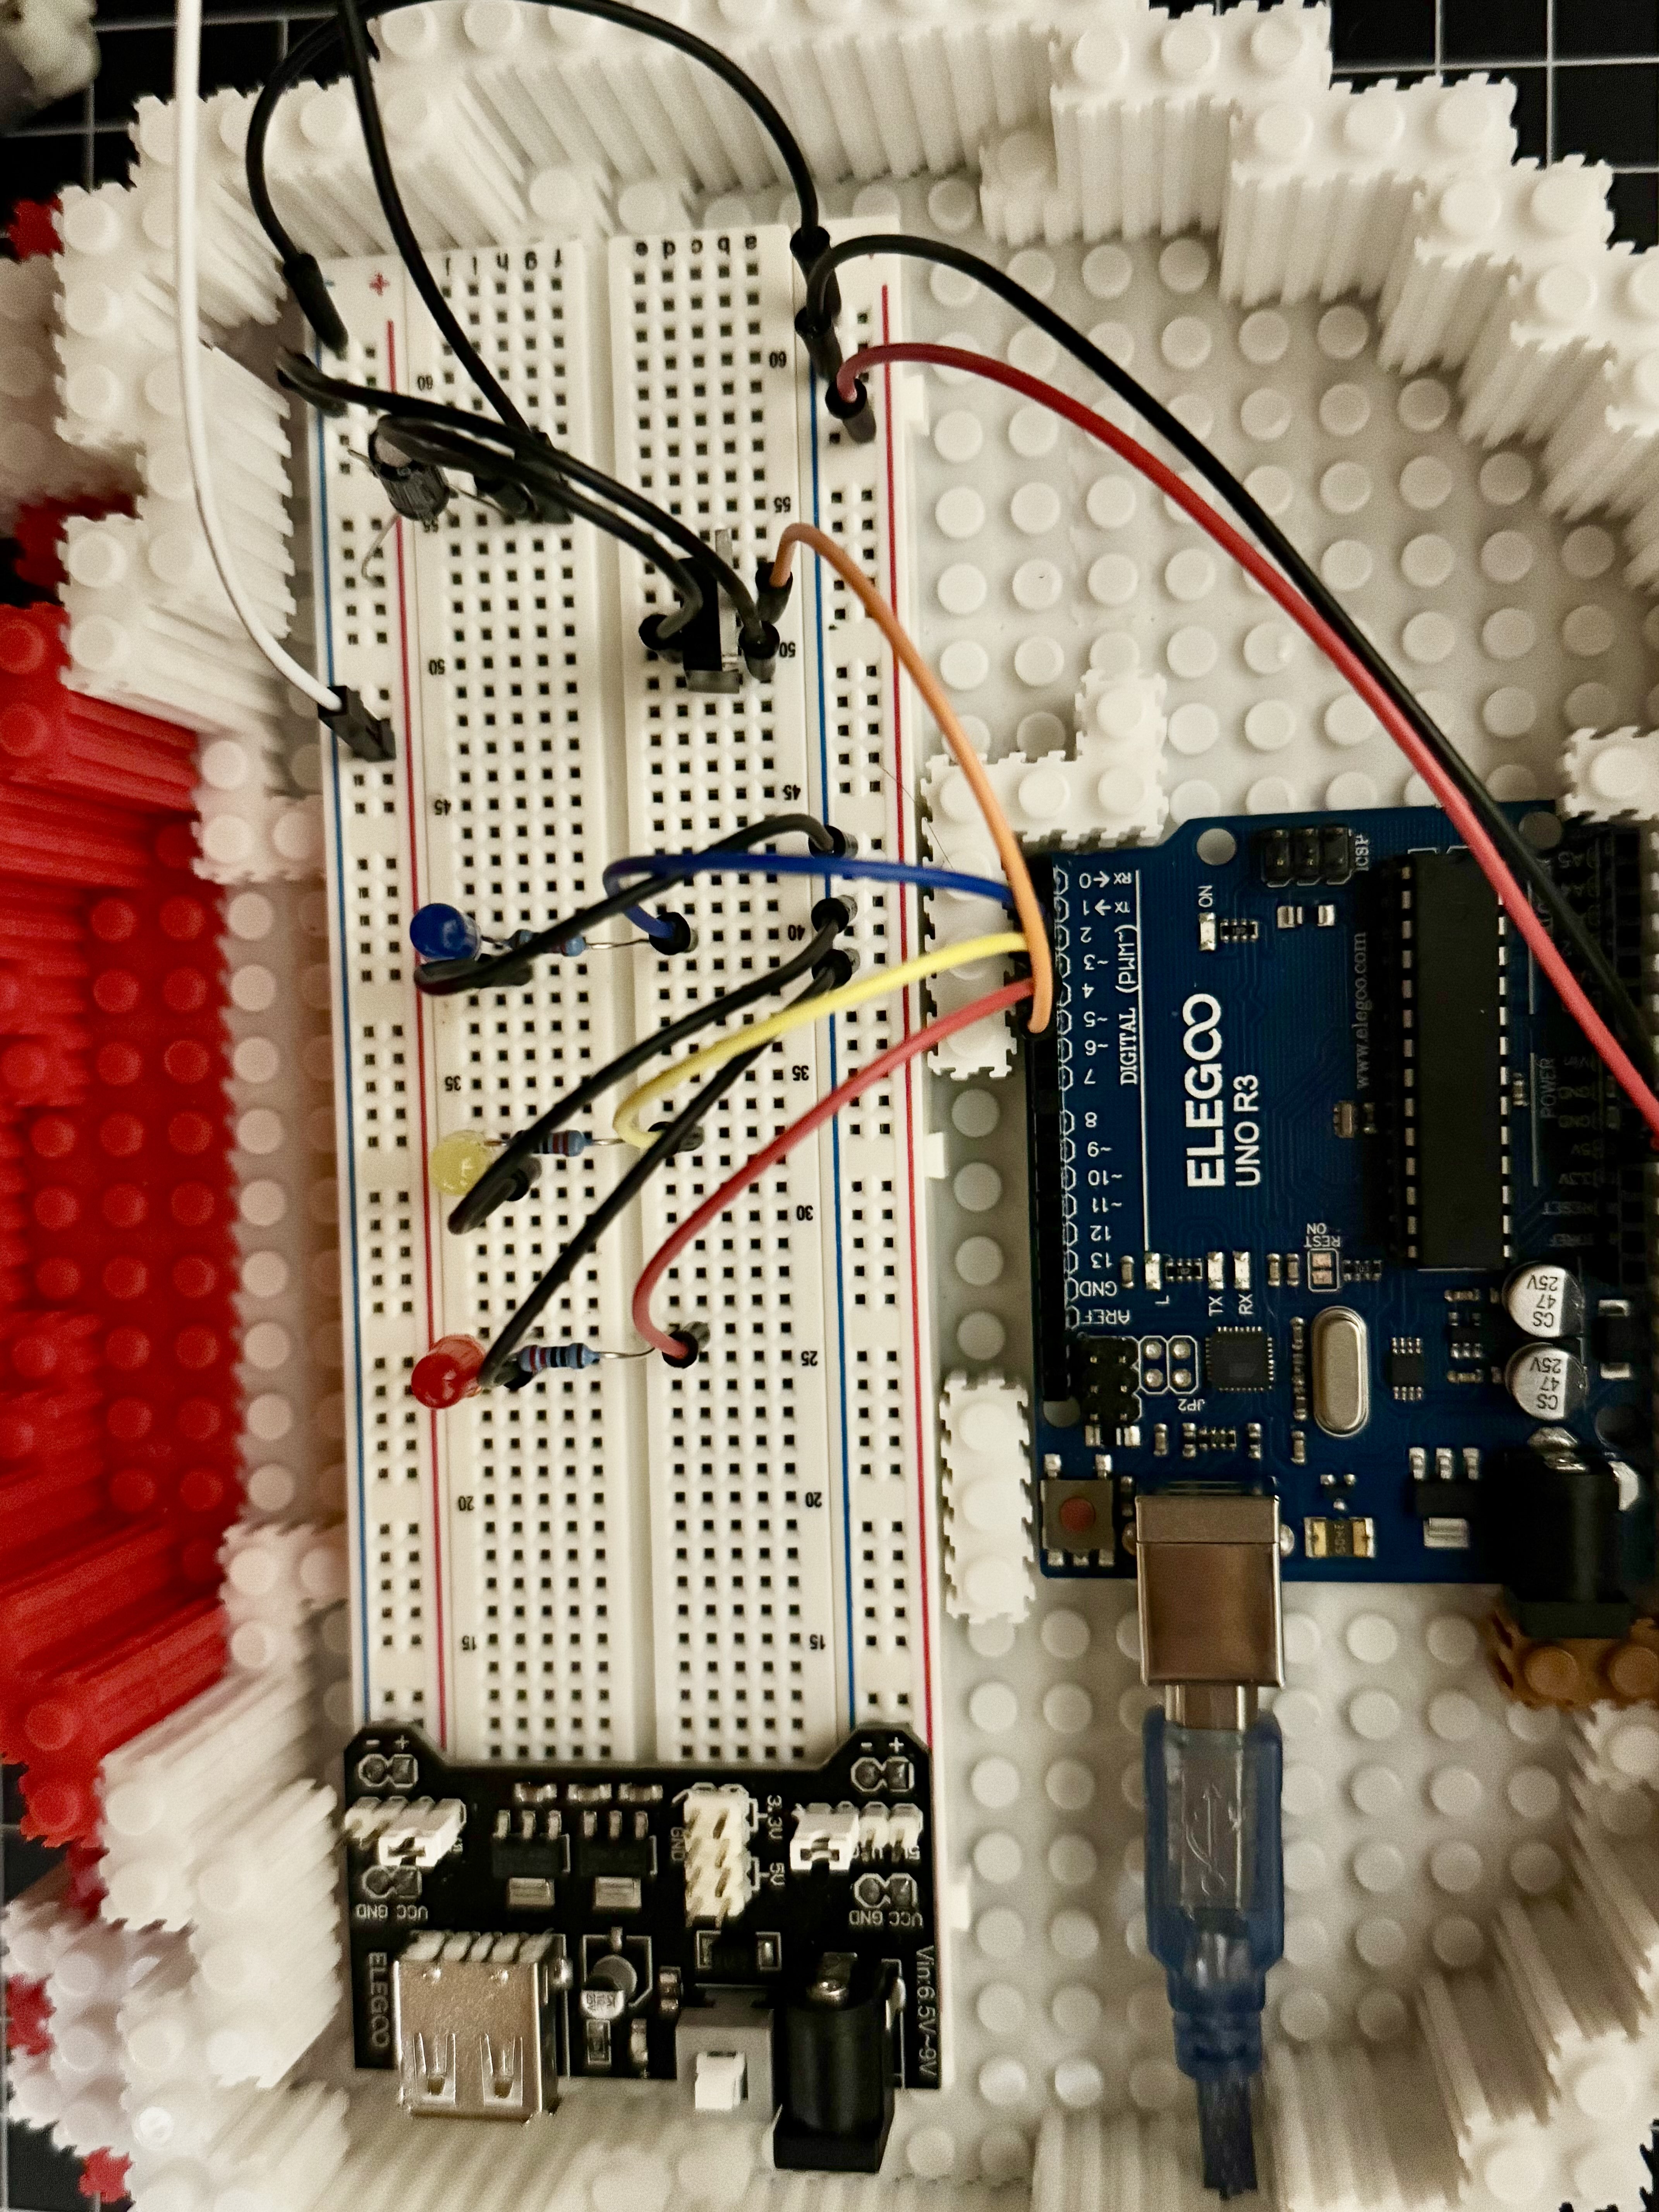 POWER
CS
47
25V
CS
47
25V
ICSP
www.elegoo.com
REST
ON
UNO R3
ELEGOO
ON
RX
TX
L
JP2
DIGITAL (PWM~)
RX←0
TX→1
2
~3
4
~5
~6
7
8
~9
~10
~11
12
13
GND
AREF
Vin:6.5V~9V
5V
VCC GND
+
-
3.3V 5V
GND
60 55 50 45 40 35 30 25 20 15
a
b
c
d
e
f
g
h
i
j
60 55 50 45 35 20 15
+
-
+
-
VCC GND
ELEGOO